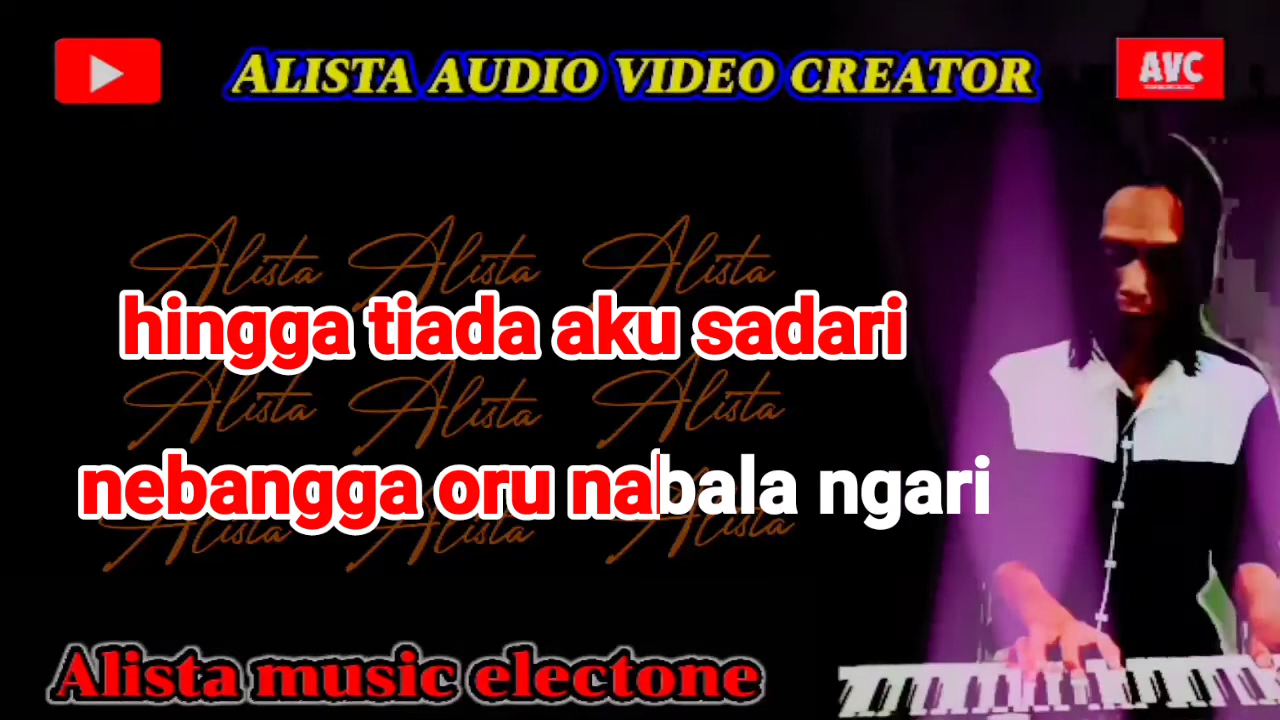 ALISTA AUDIO VIDEO CREATOR
AVC
Alista Alista Alista
hingga tiada aku sadari
Alista Alista Alista
nebangga oru nabala ngari
Alista Alista Alista
Alista music electone